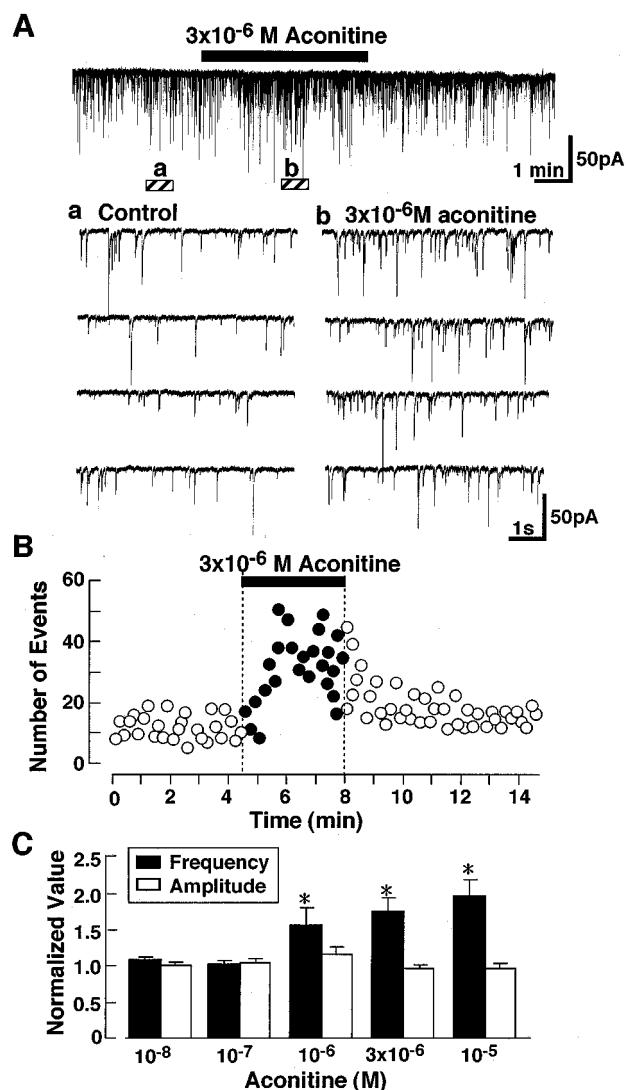 A
3x10⁻⁶ M Aconitine
a
b
1 min
50pA
a Control
b 3x10⁻⁶M aconitine
1s
50pA
B
3x10⁻⁶ M Aconitine
60
40
20
0
Number of Events
0 2 4 6 8 10 12 14
Time (min)
C
2.5
2.0
1.5
1.0
0.5
0
Normalized Value
Frequency
Amplitude
* * *
10⁻⁸ 10⁻⁷ 10⁻⁶ 3x10⁻⁶ 10⁻⁵
Aconitine (M)